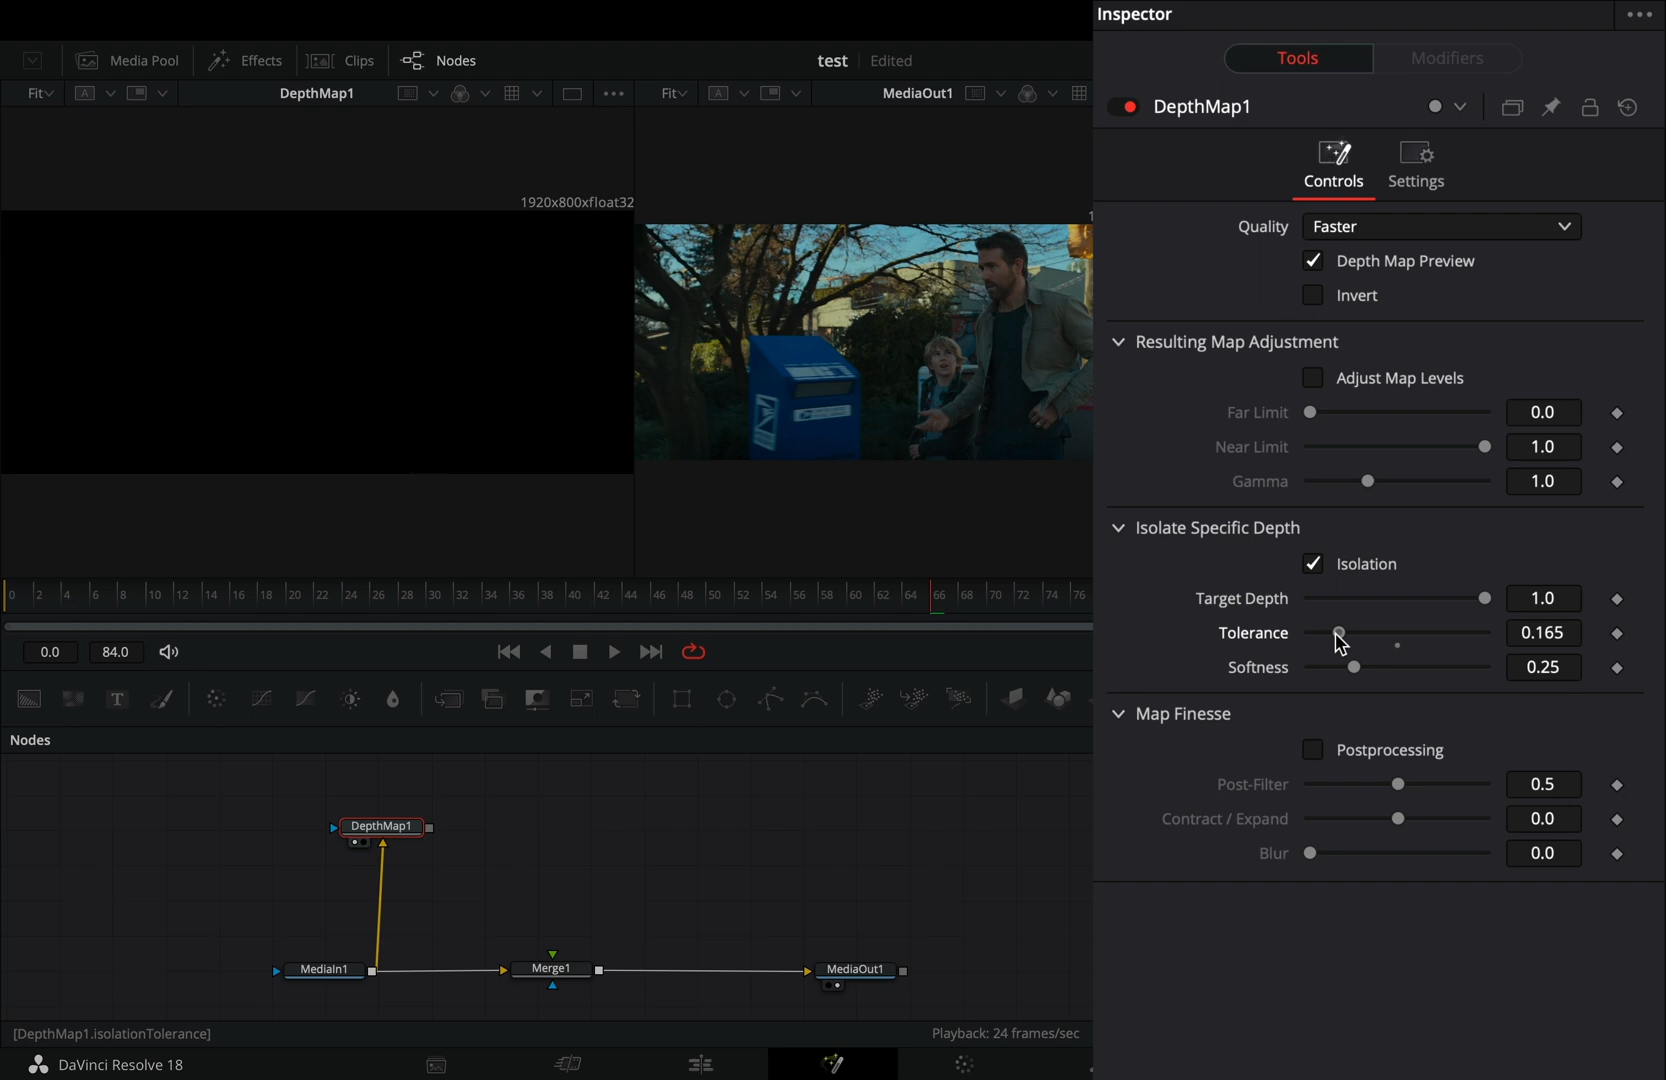 Inspector
Media Pool
Effects
Clips
Nodes
test
Edited
Tools
Modifiers
Fit
A
DepthMap1
Fit
A
MediaOut1
DepthMap1
Controls
Settings
1920x800xfloat32
1
Quality
Faster
Depth Map Preview
Invert
Resulting Map Adjustment
Adjust Map Levels
Far Limit 0.0
Near Limit 1.0
Gamma 1.0
Isolate Specific Depth
Isolation
Target Depth 1.0
Tolerance 0.165
Softness 0.25
Map Finesse
Postprocessing
Post-Filter 0.5
Contract / Expand 0.0
Blur 0.0
0 2 4 6 8 10 12 14 16 18 20 22 24 26 28 30 32 34 36 38 40 42 44 46 48 50 52 54 56 58 60 62 64 66 68 70 72 74 76
0.0
84.0
T
Nodes
DepthMap1
MediaIn1
Merge1
MediaOut1
[DepthMap1.isolationTolerance]
Playback: 24 frames/sec
DaVinci Resolve 18